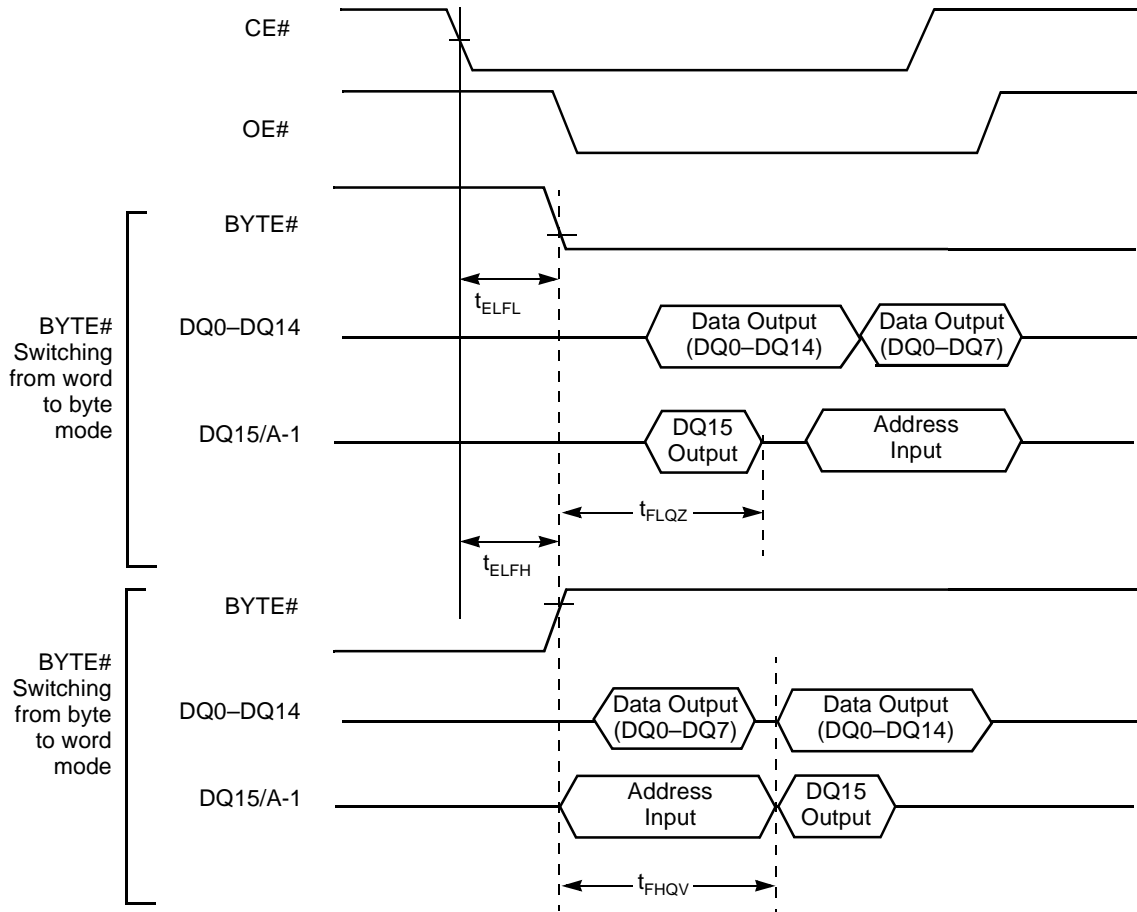 CE#
OE#
BYTE#
tELFL
BYTE#
Switching
from word
to byte
mode
DQ0–DQ14
Data Output
(DQ0–DQ14)
Data Output
(DQ0–DQ7)
DQ15/A-1
DQ15
Output
Address
Input
tFLQZ
tELFH
BYTE#
BYTE#
Switching
from byte
to word
mode
DQ0–DQ14
Data Output
(DQ0–DQ7)
Data Output
(DQ0–DQ14)
DQ15/A-1
Address
Input
DQ15
Output
tFHQV